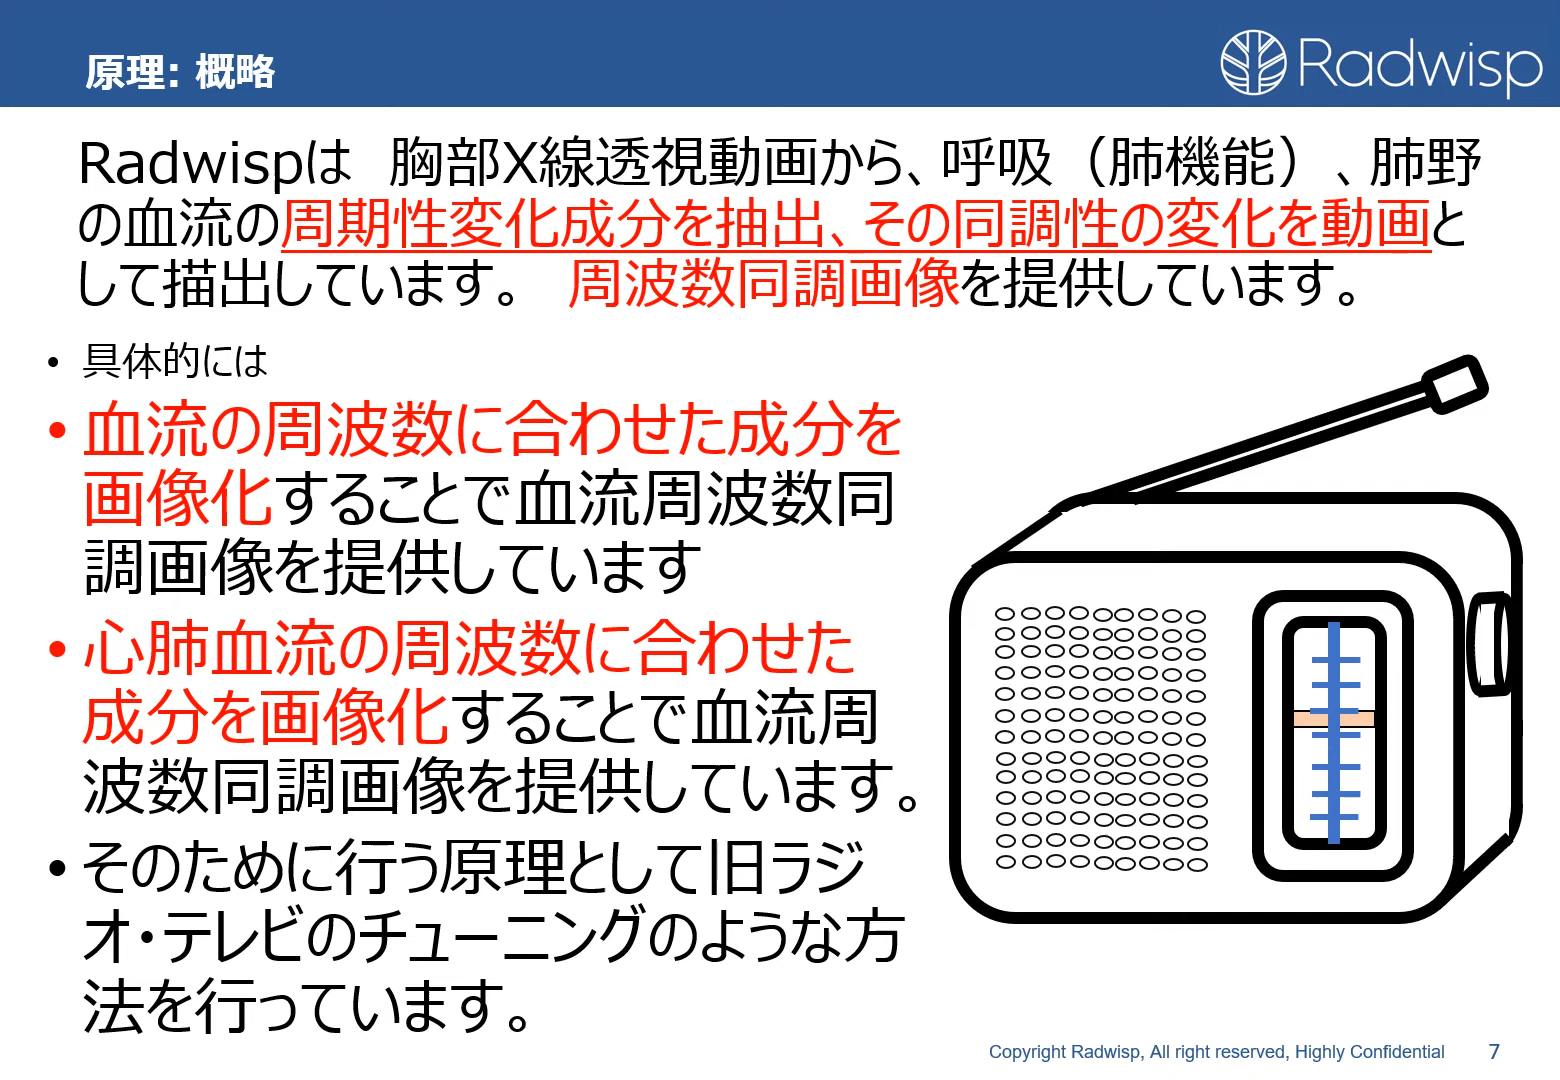 原理: 概略
Radwisp
Radwispは　胸部X線透視動画から、呼吸（肺機能）、肺野
の血流の周期性変化成分を抽出、その同調性の変化を動画と
して描出しています。　周波数同調画像を提供しています。
• 具体的には
• 血流の周波数に合わせた成分を
画像化することで血流周波数同
調画像を提供しています
• 心肺血流の周波数に合わせた
成分を画像化することで血流周
波数同調画像を提供しています。
• そのために行う原理として旧ラジ
オ・テレビのチューニングのような方
法を行っています。
Copyright Radwisp, All right reserved, Highly Confidential 7